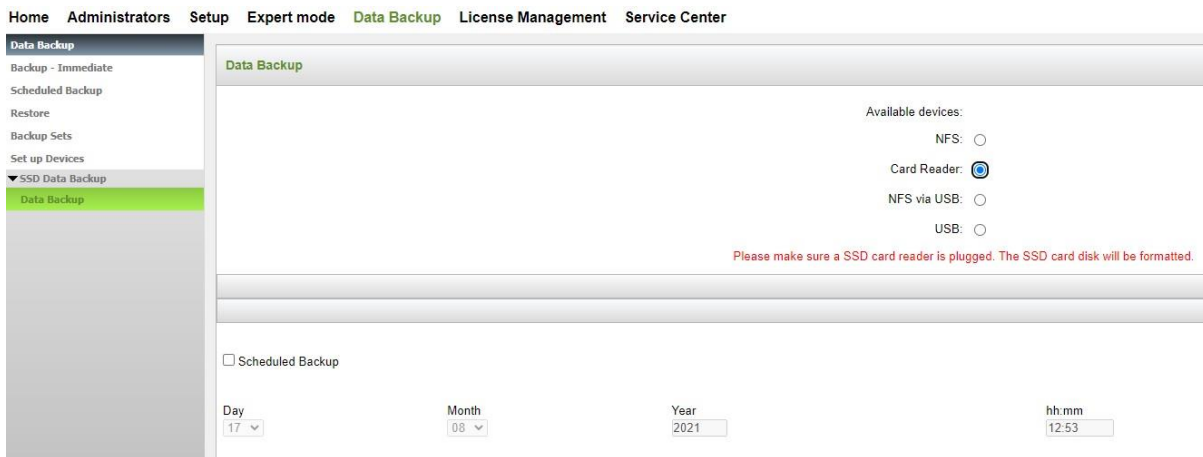 Home Administrators Setup Expert mode Data Backup License Management Service Center
Data Backup
Backup - Immediate
Scheduled Backup
Restore
Backup Sets
Set up Devices
SSD Data Backup
Data Backup
Data Backup
Available devices:
NFS:
Card Reader:
NFS via USB:
USB:
Please make sure a SSD card reader is plugged. The SSD card disk will be formatted.
Scheduled Backup
Day Month Year hh:mm
17 08 2021 12:53